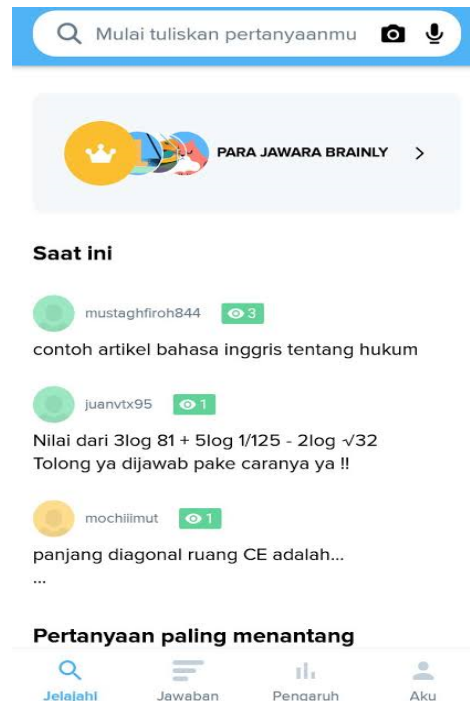 Mulai tuliskan pertanyaanmu
PARA JAWARA BRAINLY
Saat ini
mustaghfiroh844 3
contoh artikel bahasa inggris tentang hukum
juanvtx95 1
Nilai dari 3log 81 + 5log 1/125 - 2log √32
Tolong ya dijawab pake caranya ya !!
mochiiimut 1
panjang diagonal ruang CE adalah...
...
Pertanyaan paling menantang
Jelajahi Jawaban Pengaruh Aku